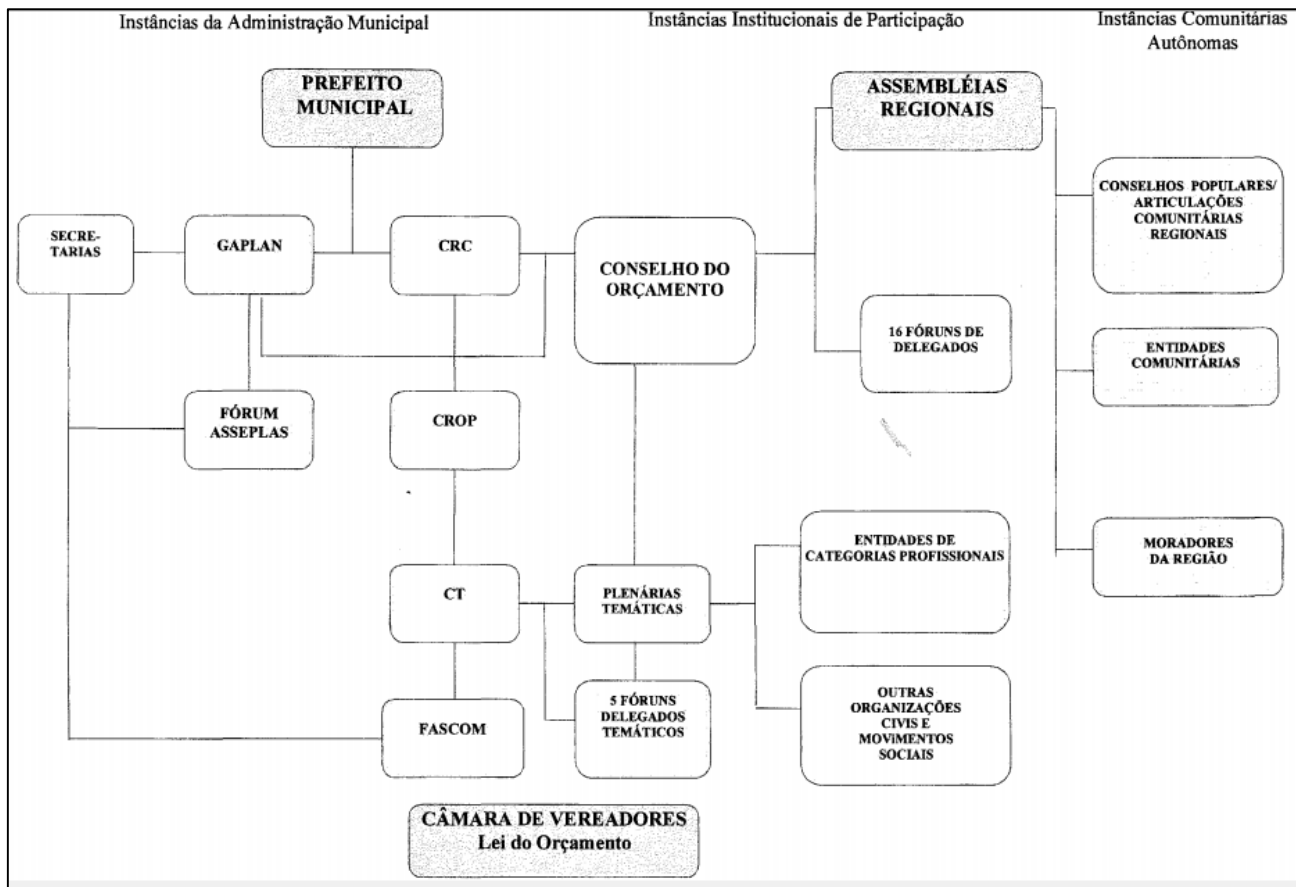 Instâncias da Administração Municipal
Instâncias Institucionais de Participação
Instâncias Comunitárias
Autônomas
PREFEITO
MUNICIPAL
ASSEMBLÉIAS
REGIONAIS
SECRE-
TARIAS
GAPLAN
CRC
CONSELHO DO
ORÇAMENTO
CONSELHOS POPULARES/
ARTICULAÇÕES
COMUNITÁRIAS
REGIONAIS
16 FÓRUNS DE
DELEGADOS
ENTIDADES
COMUNITÁRIAS
FÓRUM
ASSEPLAS
CROP
ENTIDADES DE
CATEGORIAS PROFISSIONAIS
MORADORES
DA REGIÃO
CT
PLENÁRIAS
TEMÁTICAS
FASCOM
5 FÓRUNS
DELEGADOS
TEMÁTICOS
OUTRAS
ORGANIZAÇÕES
CIVIS E
MOVIMENTOS
SOCIAIS
CÂMARA DE VEREADORES
Lei do Orçamento